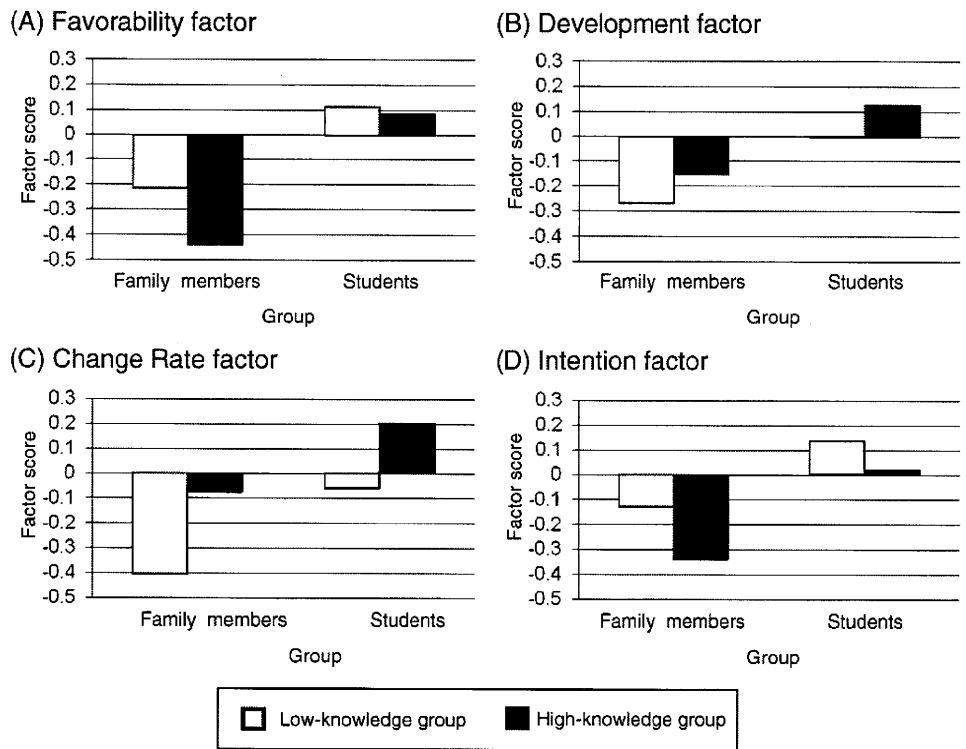 (A) Favorability factor
0.3
0.2
0.1
0
-0.1
-0.2
-0.3
-0.4
-0.5
Factor score
Family members Students
Group
(B) Development factor
0.3
0.2
0.1
0
-0.1
-0.2
-0.3
-0.4
-0.5
Factor score
Family members Students
Group
(C) Change Rate factor
0.3
0.2
0.1
0
-0.1
-0.2
-0.3
-0.4
-0.5
Factor score
Family members Students
Group
(D) Intention factor
0.3
0.2
0.1
0
-0.1
-0.2
-0.3
-0.4
-0.5
Factor score
Family members Students
Group
Low-knowledge group High-knowledge group